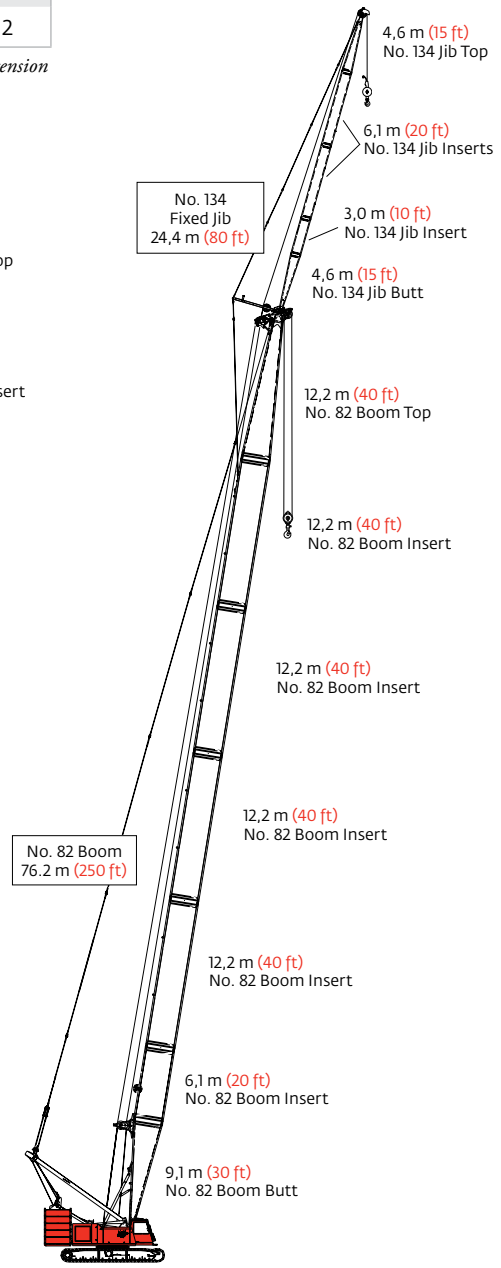 2
ension
op
sert
4,6 m (15 ft)
No. 134 Jib Top
6,1 m (20 ft)
No. 134 Jib Inserts
No. 134
Fixed Jib
24,4 m (80 ft)
3,0 m (10 ft)
No. 134 Jib Insert
4,6 m (15 ft)
No. 134 Jib Butt
12,2 m (40 ft)
No. 82 Boom Top
12,2 m (40 ft)
No. 82 Boom Insert
12,2 m (40 ft)
No. 82 Boom Insert
12,2 m (40 ft)
No. 82 Boom Insert
No. 82 Boom
76.2 m (250 ft)
12,2 m (40 ft)
No. 82 Boom Insert
6,1 m (20 ft)
No. 82 Boom Insert
9,1 m (30 ft)
No. 82 Boom Butt